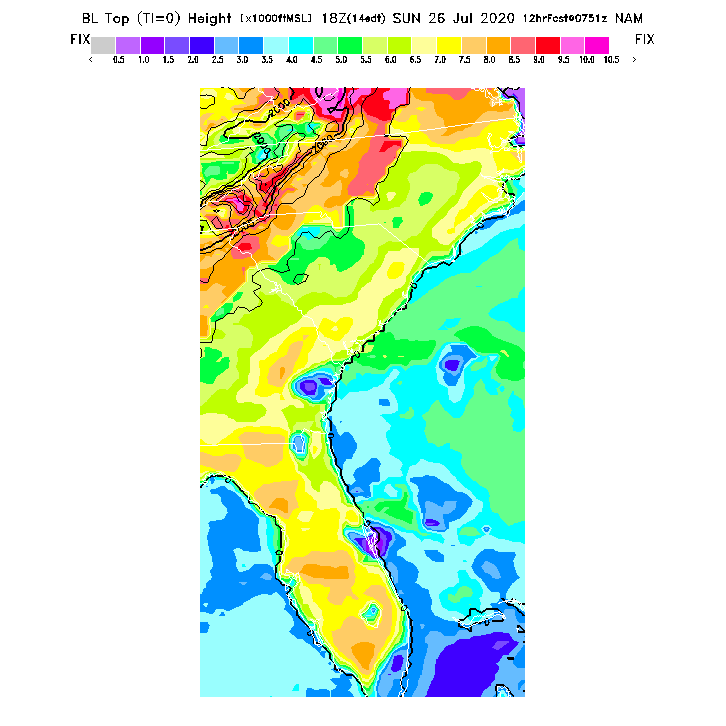 BL Top (TI=0) Height [x1000ftMSL] 18Z(14edt) SUN 26 Jul 2020 12hrFcst@0751z NAM
FIX FIX
< 0.5 1.0 1.5 2.0 2.5 3.0 3.5 4.0 4.5 5.0 5.5 6.0 6.5 7.0 7.5 8.0 8.5 9.0 9.5 10.0 10.5 >
2000
2000
2000